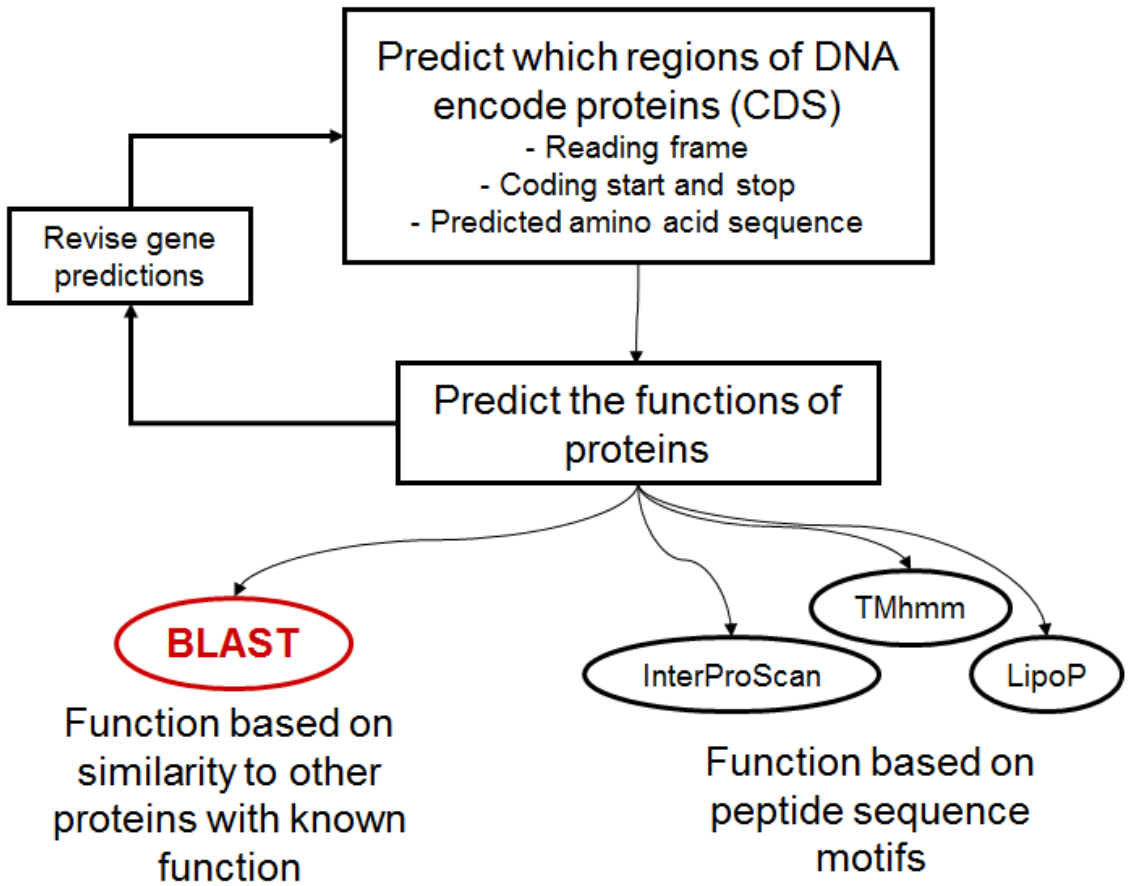 Predict which regions of DNA
encode proteins (CDS)
- Reading frame
- Coding start and stop
- Predicted amino acid sequence
Revise gene
predictions
Predict the functions of
proteins
BLAST
TMhmm
InterProScan
LipoP
Function based on
similarity to other
proteins with known
function
Function based on
peptide sequence
motifs